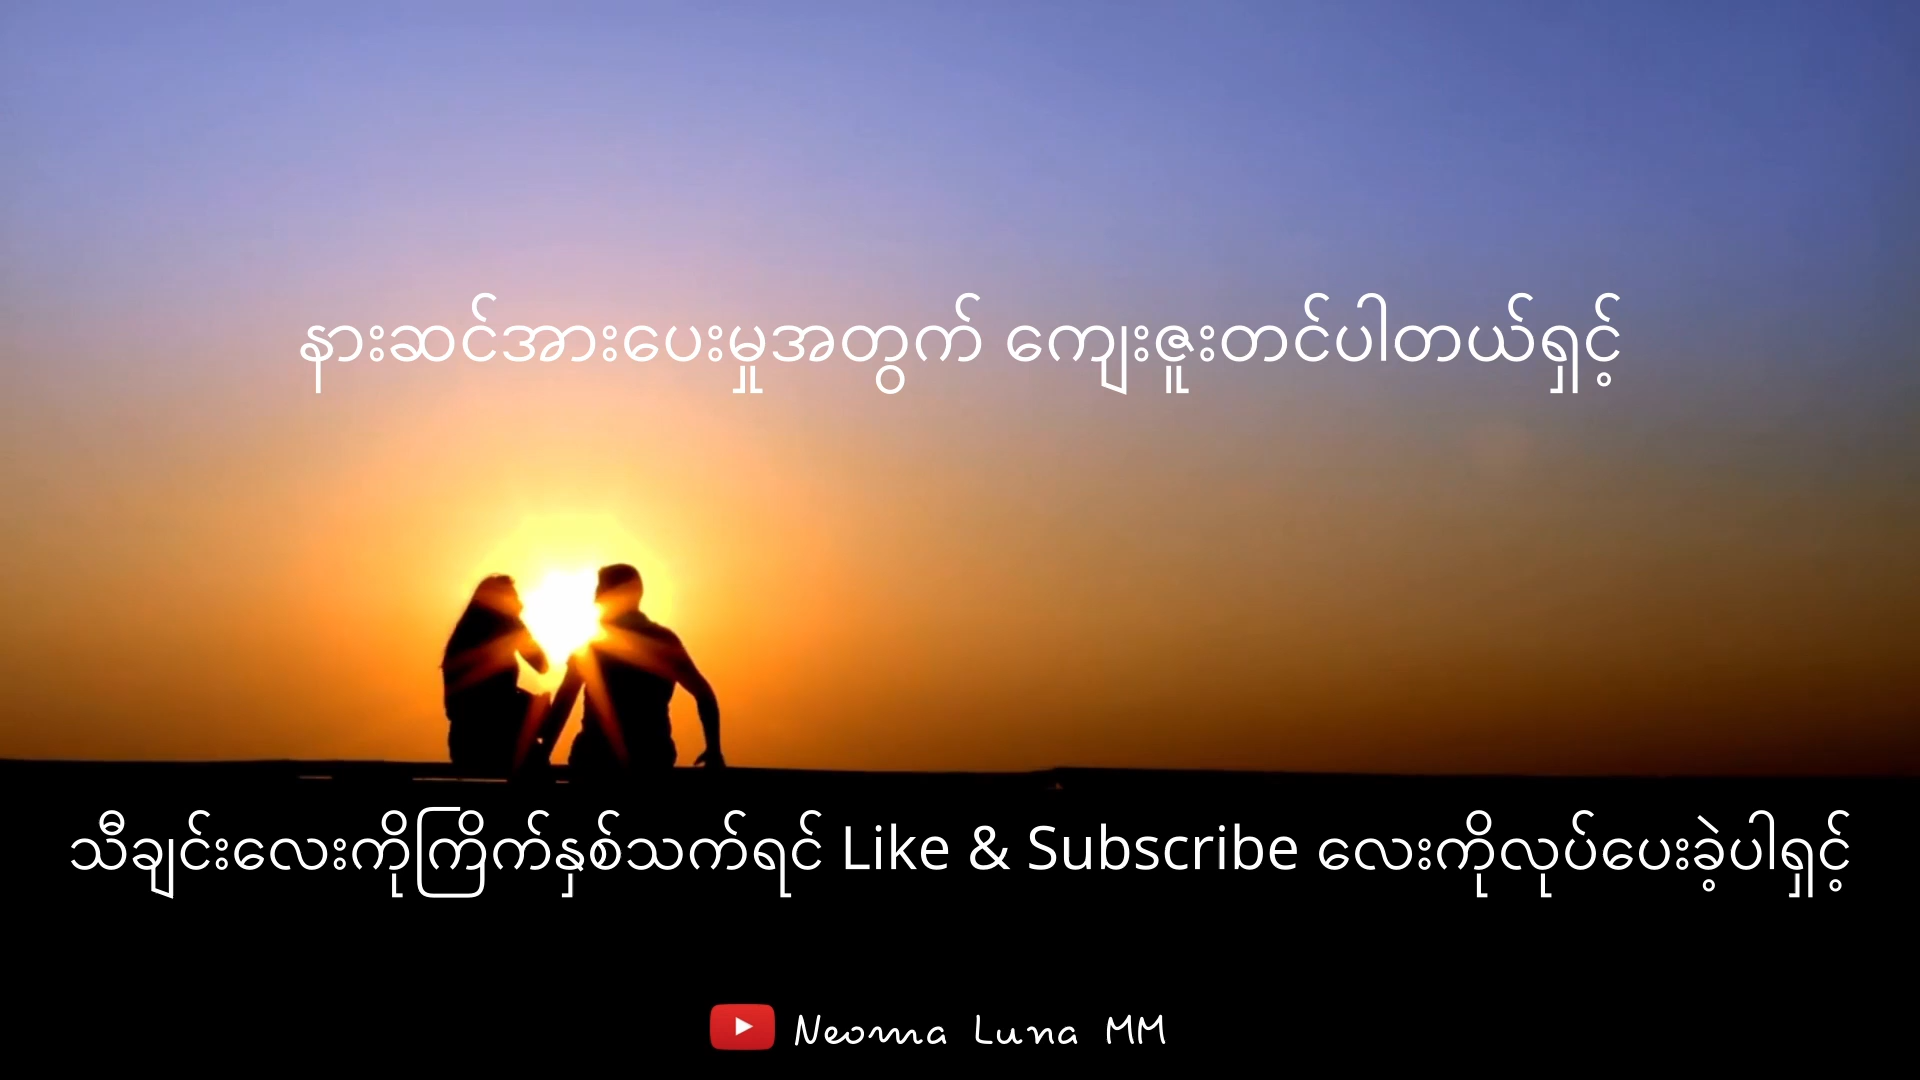 နားဆင်အားပေးမှုအတွက် ကျေးဇူးတင်ပါတယ်ရှင့်
သီချင်းလေးကိုကြိုက်နှစ်သက်ရင် Like & Subscribe လေးကိုလုပ်ပေးခဲ့ပါရှင့်
Neoma Luna MM